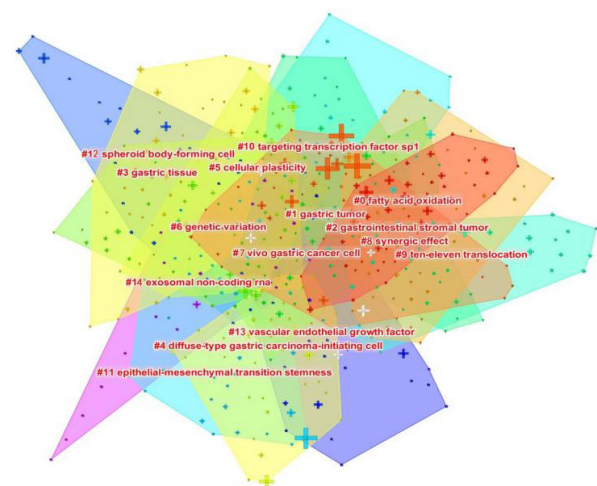 #10 targeting transcription factor sp1
#12 spheroid body-forming cell
#5 cellular plasticity
#3 gastric tissue
#0 fatty acid oxidation
#1 gastric tumor
#6 genetic variation
#2 gastrointestinal stromal tumor
#8 synergic effect
#7 vivo gastric cancer cell
#9 ten-eleven translocation
#14 exosomal non-coding rna
#13 vascular endothelial growth factor
#4 diffuse-type gastric carcinoma-initiating cell
#11 epithelial-mesenchymal transition stemness